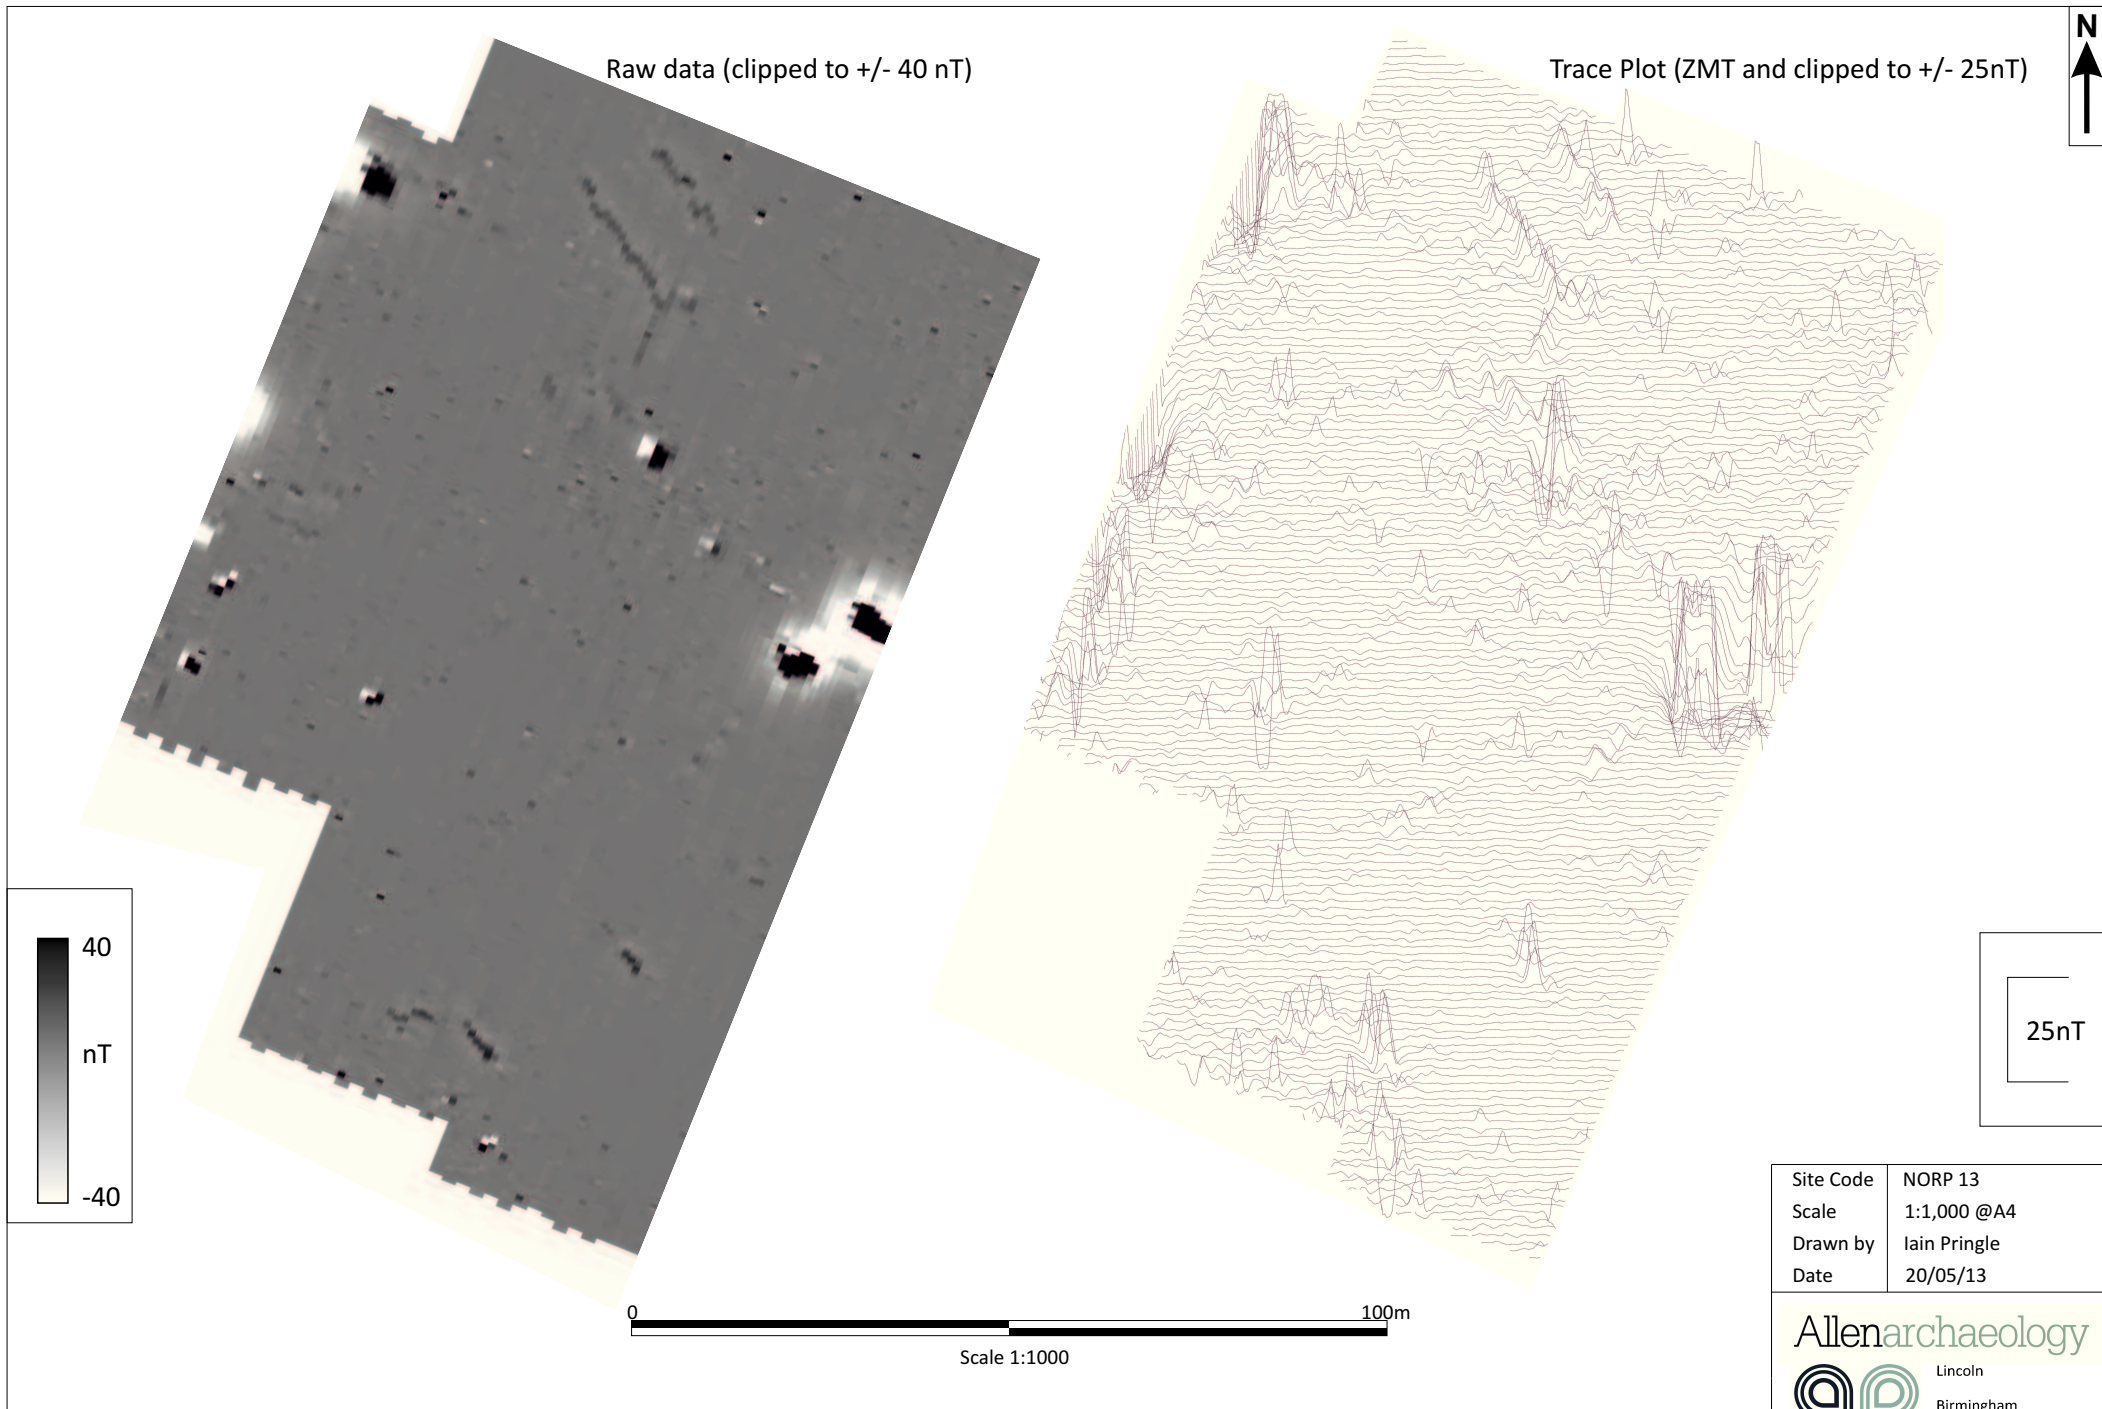 Raw data (clipped to +/- 40 nT)
Trace Plot (ZMT and clipped to +/- 25nT)
N
40
nT
-40
25nT
0
100m
Scale 1:1000
Site Code NORP 13
Scale 1:1,000 @A4
Drawn by Iain Pringle
Date 20/05/13
Allenarchaeology
Lincoln
Birmingham